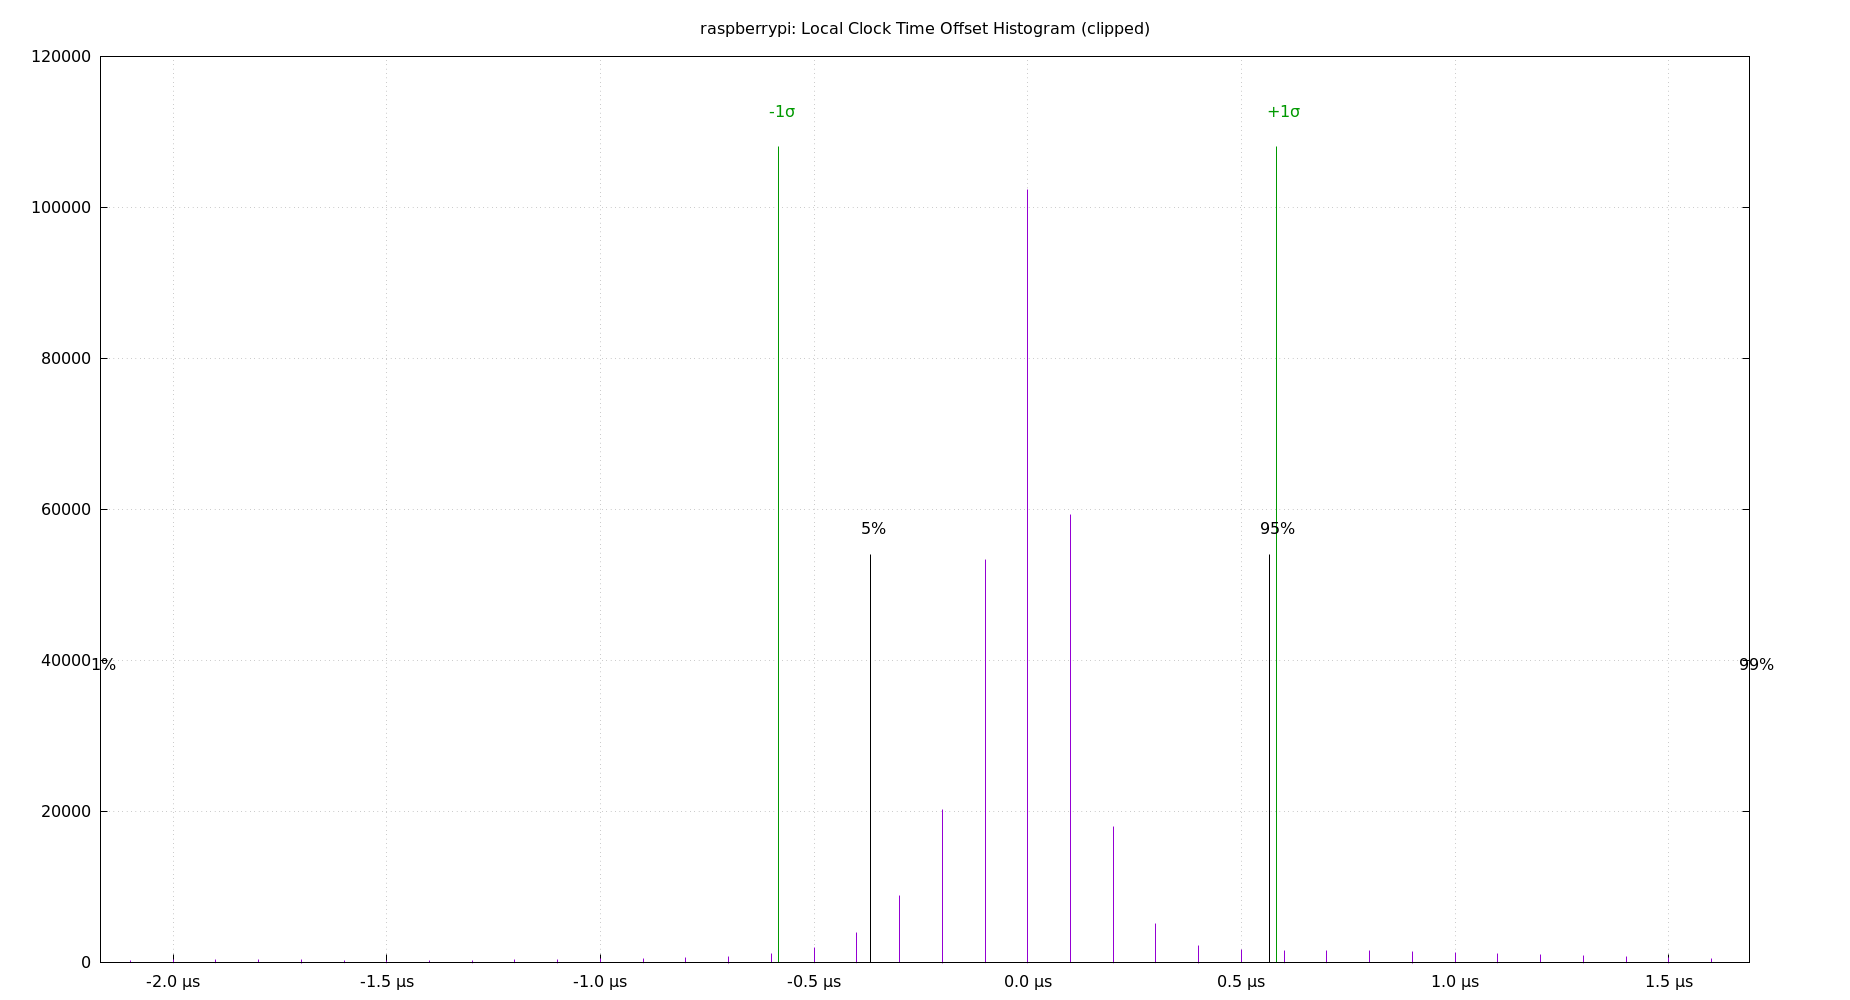 raspberrypi: Local Clock Time Offset Histogram (clipped)
120000
-1σ +1σ
100000
80000
60000
5% 95%
40000 1% 99%
20000
0
-2.0 µs -1.5 µs -1.0 µs -0.5 µs 0.0 µs 0.5 µs 1.0 µs 1.5 µs